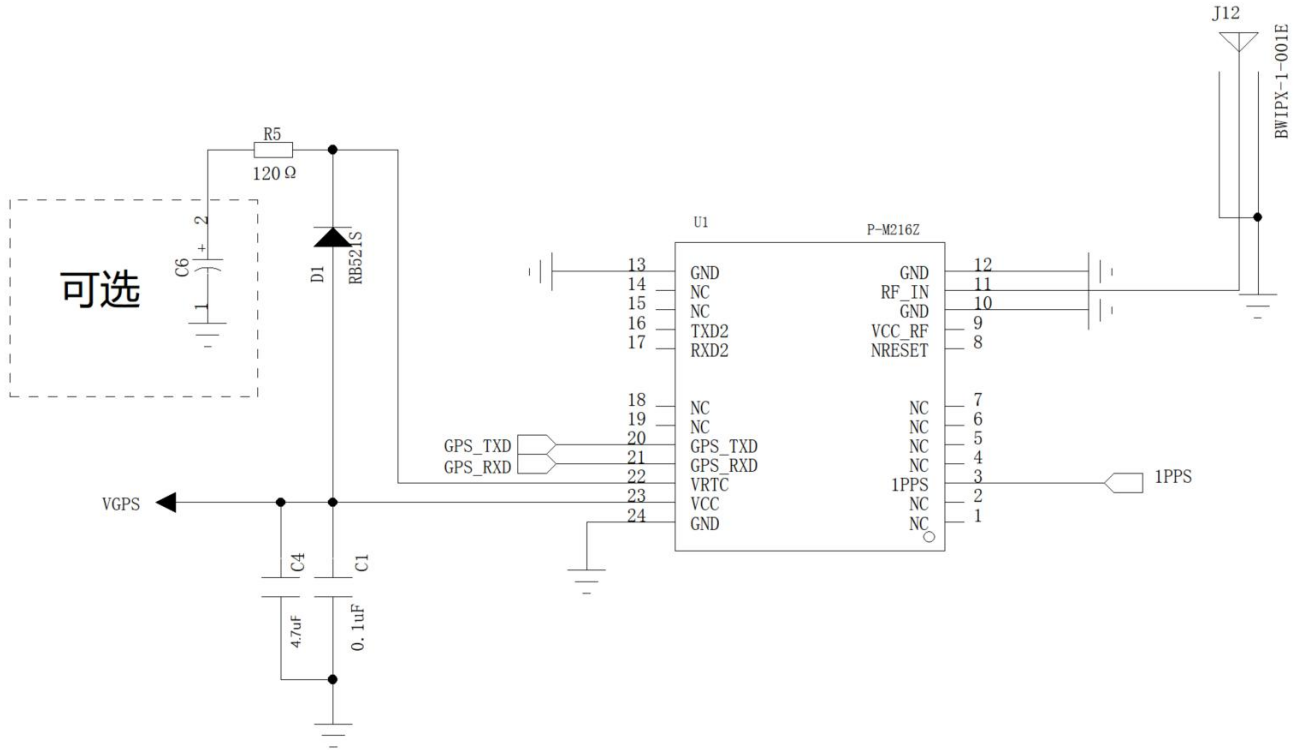 J12
BWIPX-1-001E
R5
120Ω
2
+
C6
1
可选
D1
RB521S
U1
P-M216Z
13 GND
14 NC
15 NC
16 TXD2
17 RXD2
18 NC
19 NC
GPS_TXD 20 GPS_TXD
GPS_RXD 21 GPS_RXD
22 VRTC
VGPS 23 VCC
24 GND
GND 12
RF_IN 11
GND 10
VCC_RF 9
NRESET 8
NC 7
NC 6
NC 5
NC 4
1PPS 3 1PPS
NC 2
NC 1
C4
4.7uF
C1
0.1uF